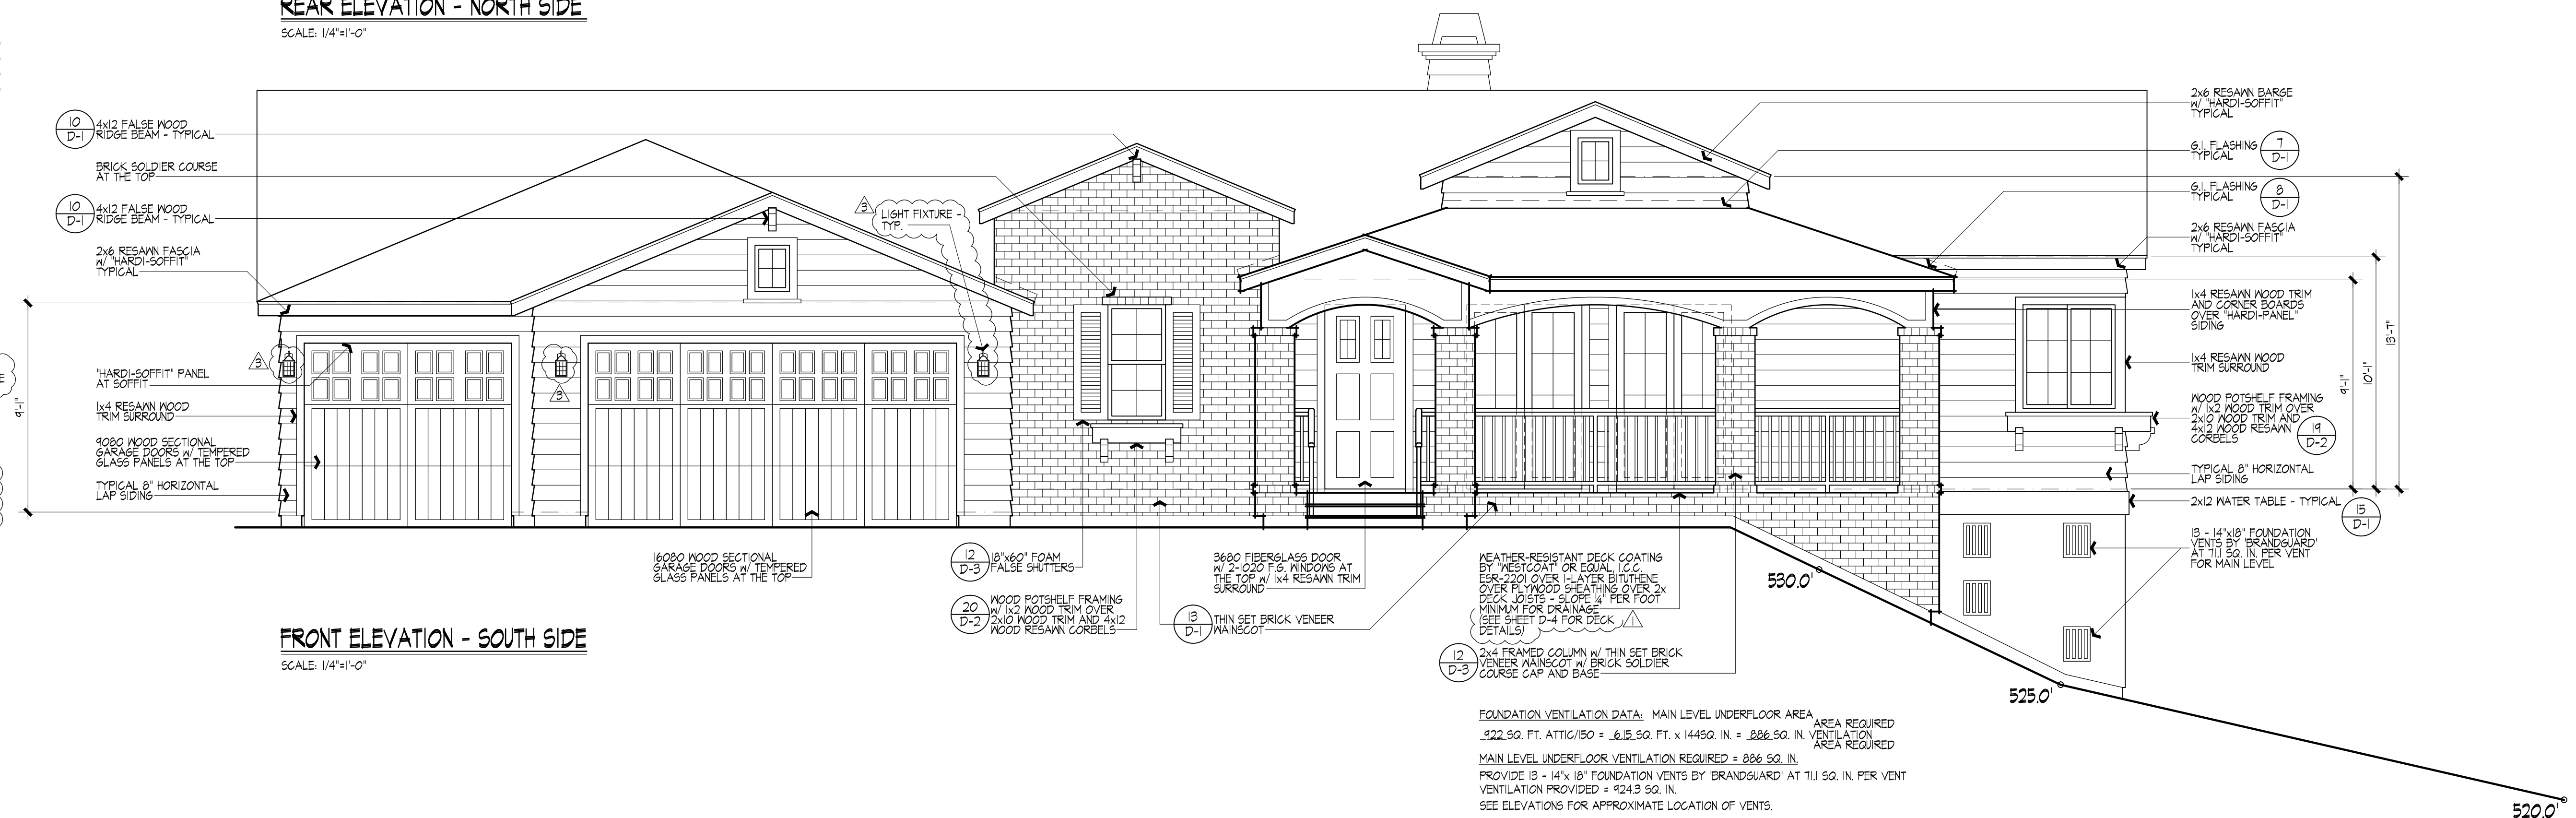 REAR ELEVATION - NORTH SIDE
SCALE: 1/4"=1'-0"
10
D-1
4x12 FALSE WOOD
RIDGE BEAM - TYPICAL
BRICK SOLDIER COURSE
AT THE TOP
10
D-1
4x12 FALSE WOOD
RIDGE BEAM - TYPICAL
2x6 RESAWN FASCIA
w/ "HARDI-SOFFIT"
TYPICAL
E
9'-1"
"HARDI-SOFFIT" PANEL
AT SOFFIT
1x4 RESAWN WOOD
TRIM SURROUND
9080 WOOD SECTIONAL
GARAGE DOORS w/ TEMPERED
GLASS PANELS AT THE TOP
TYPICAL 8" HORIZONTAL
LAP SIDING
3
3
3
LIGHT FIXTURE -
TYP.
2x6 RESAWN BARGE
w/ "HARDI-SOFFIT"
TYPICAL
G.I. FLASHING
TYPICAL
7
D-1
G.I. FLASHING
TYPICAL
8
D-1
2x6 RESAWN FASCIA
w/ "HARDI-SOFFIT"
TYPICAL
1x4 RESAWN WOOD TRIM
AND CORNER BOARDS
OVER "HARDI-PANEL"
SIDING
1x4 RESAWN WOOD
TRIM SURROUND
WOOD POTSHELF FRAMING
w/ 1x2 WOOD TRIM OVER
2x10 WOOD TRIM AND
4x12 WOOD RESAWN
CORBELS
19
D-2
TYPICAL 8" HORIZONTAL
LAP SIDING
2x12 WATER TABLE - TYPICAL
15
D-1
13 - 14"x18" FOUNDATION
VENTS BY 'BRANDGUARD'
AT 71.1 SQ. IN. PER VENT
FOR MAIN LEVEL
9'-1"
10'-1"
13'-7"
16080 WOOD SECTIONAL
GARAGE DOORS w/ TEMPERED
GLASS PANELS AT THE TOP
12
D-3
18"x60" FOAM
FALSE SHUTTERS
20
D-2
WOOD POTSHELF FRAMING
w/ 1x2 WOOD TRIM OVER
2x10 WOOD TRIM AND 4x12
WOOD RESAWN CORBELS
3680 FIBERGLASS DOOR
w/ 2-1020 F.G. WINDOWS AT
THE TOP w/ 1x4 RESAWN TRIM
SURROUND
13
D-1
THIN SET BRICK VENEER
WAINSCOT
WEATHER-RESISTANT DECK COATING
BY "WESTCOAT" OR EQUAL, I.C.C.
ESR-2201 OVER 1-LAYER BITUTHENE
OVER PLYWOOD SHEATHING OVER 2x
DECK JOISTS - SLOPE ¼" PER FOOT
MINIMUM FOR DRAINAGE
(SEE SHEET D-4 FOR DECK
DETAILS)
1
12
D-3
2x4 FRAMED COLUMN w/ THIN SET BRICK
VENEER WAINSCOT w/ BRICK SOLDIER
COURSE CAP AND BASE
530.0'
525.0'
520.0'
FRONT ELEVATION - SOUTH SIDE
SCALE: 1/4"=1'-0"
FOUNDATION VENTILATION DATA: MAIN LEVEL UNDERFLOOR AREA
AREA REQUIRED
922 SQ. FT. ATTIC/150 = 6.15 SQ. FT. x 144SQ. IN. = 886 SQ. IN. VENTILATION
AREA REQUIRED
MAIN LEVEL UNDERFLOOR VENTILATION REQUIRED = 886 SQ. IN.
PROVIDE 13 - 14"x 18" FOUNDATION VENTS BY 'BRANDGUARD' AT 71.1 SQ. IN. PER VENT
VENTILATION PROVIDED = 924.3 SQ. IN.
SEE ELEVATIONS FOR APPROXIMATE LOCATION OF VENTS.